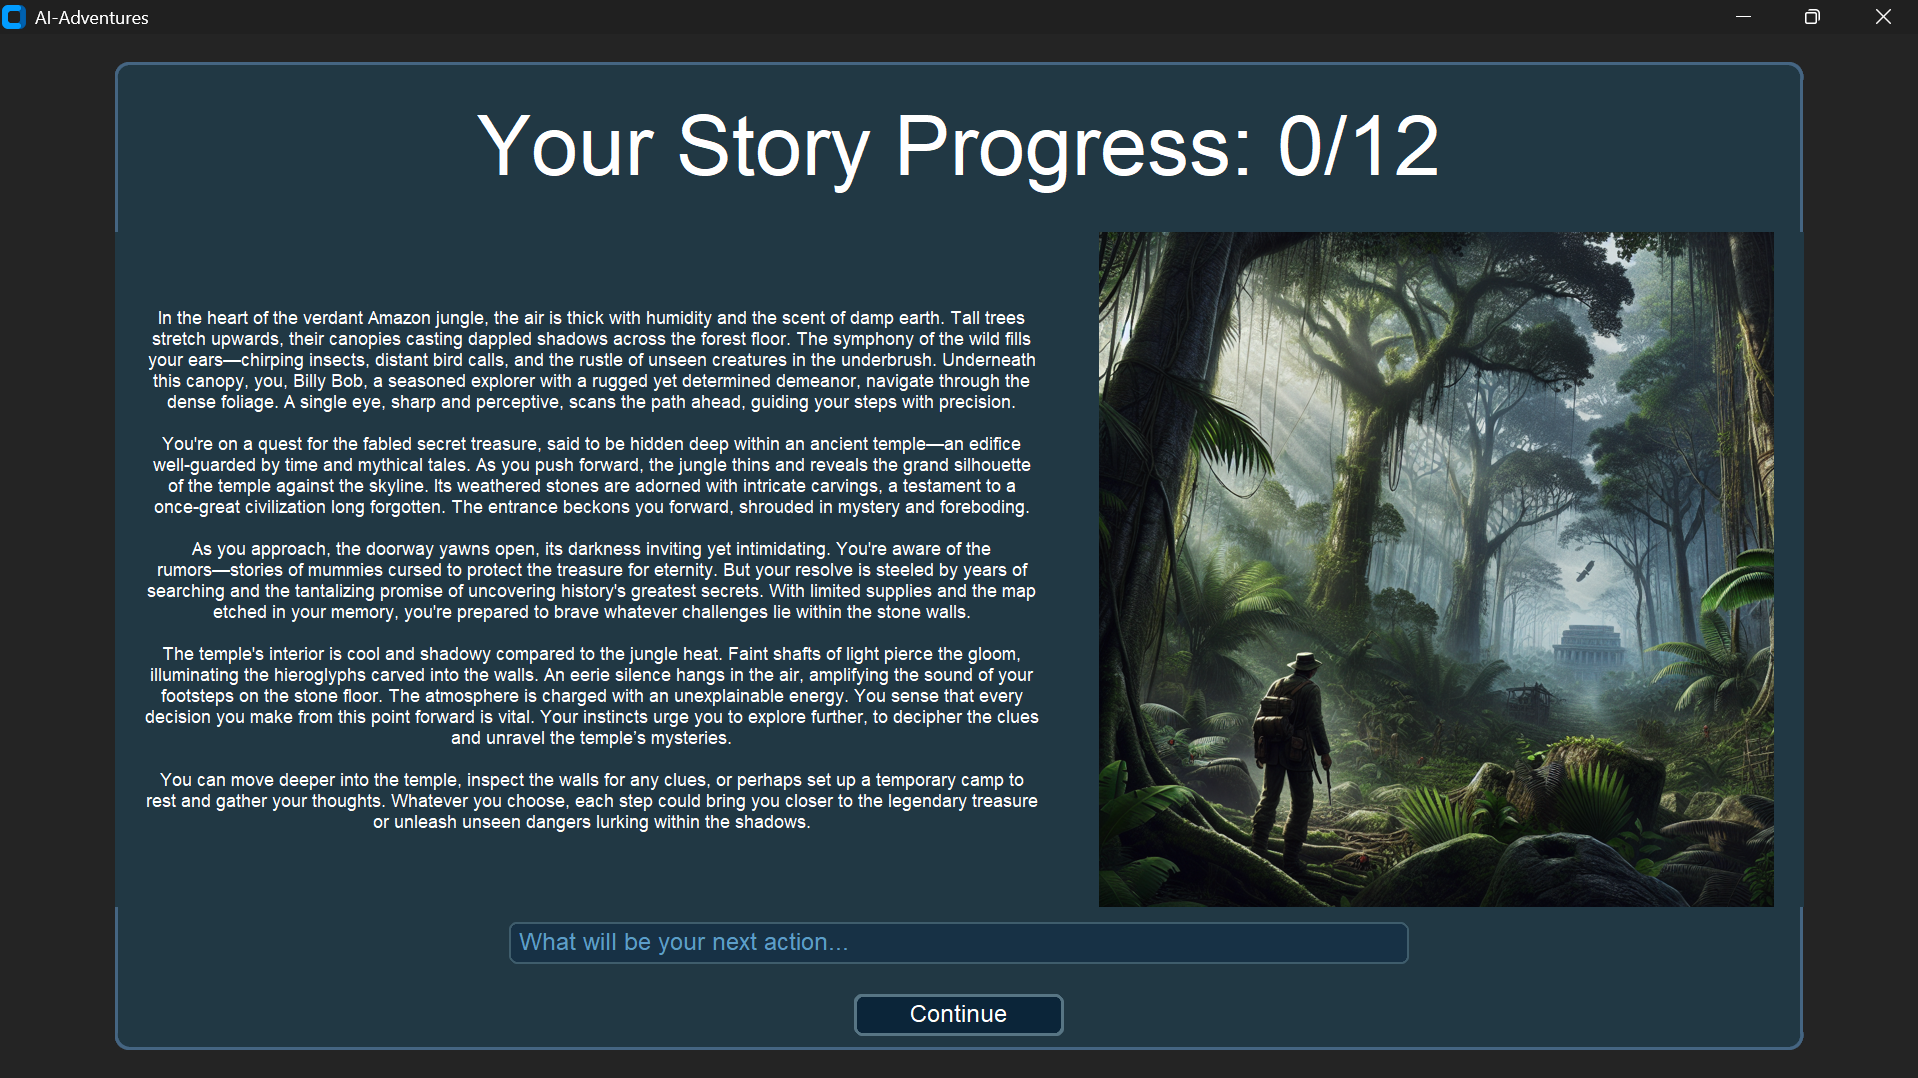 AI-Adventures
Your Story Progress: 0/12
In the heart of the verdant Amazon jungle, the air is thick with humidity and the scent of damp earth. Tall trees
stretch upwards, their canopies casting dappled shadows across the forest floor. The symphony of the wild fills
your ears—chirping insects, distant bird calls, and the rustle of unseen creatures in the underbrush. Underneath
this canopy, you, Billy Bob, a seasoned explorer with a rugged yet determined demeanor, navigate through the
dense foliage. A single eye, sharp and perceptive, scans the path ahead, guiding your steps with precision.
You're on a quest for the fabled secret treasure, said to be hidden deep within an ancient temple—an edifice
well-guarded by time and mythical tales. As you push forward, the jungle thins and reveals the grand silhouette
of the temple against the skyline. Its weathered stones are adorned with intricate carvings, a testament to a
once-great civilization long forgotten. The entrance beckons you forward, shrouded in mystery and foreboding.
As you approach, the doorway yawns open, its darkness inviting yet intimidating. You're aware of the
rumors—stories of mummies cursed to protect the treasure for eternity. But your resolve is steeled by years of
searching and the tantalizing promise of uncovering history's greatest secrets. With limited supplies and the map
etched in your memory, you're prepared to brave whatever challenges lie within the stone walls.
The temple's interior is cool and shadowy compared to the jungle heat. Faint shafts of light pierce the gloom,
illuminating the hieroglyphs carved into the walls. An eerie silence hangs in the air, amplifying the sound of your
footsteps on the stone floor. The atmosphere is charged with an unexplainable energy. You sense that every
decision you make from this point forward is vital. Your instincts urge you to explore further, to decipher the clues
and unravel the temple's mysteries.
You can move deeper into the temple, inspect the walls for any clues, or perhaps set up a temporary camp to
rest and gather your thoughts. Whatever you choose, each step could bring you closer to the legendary treasure
or unleash unseen dangers lurking within the shadows.
What will be your next action...
Continue